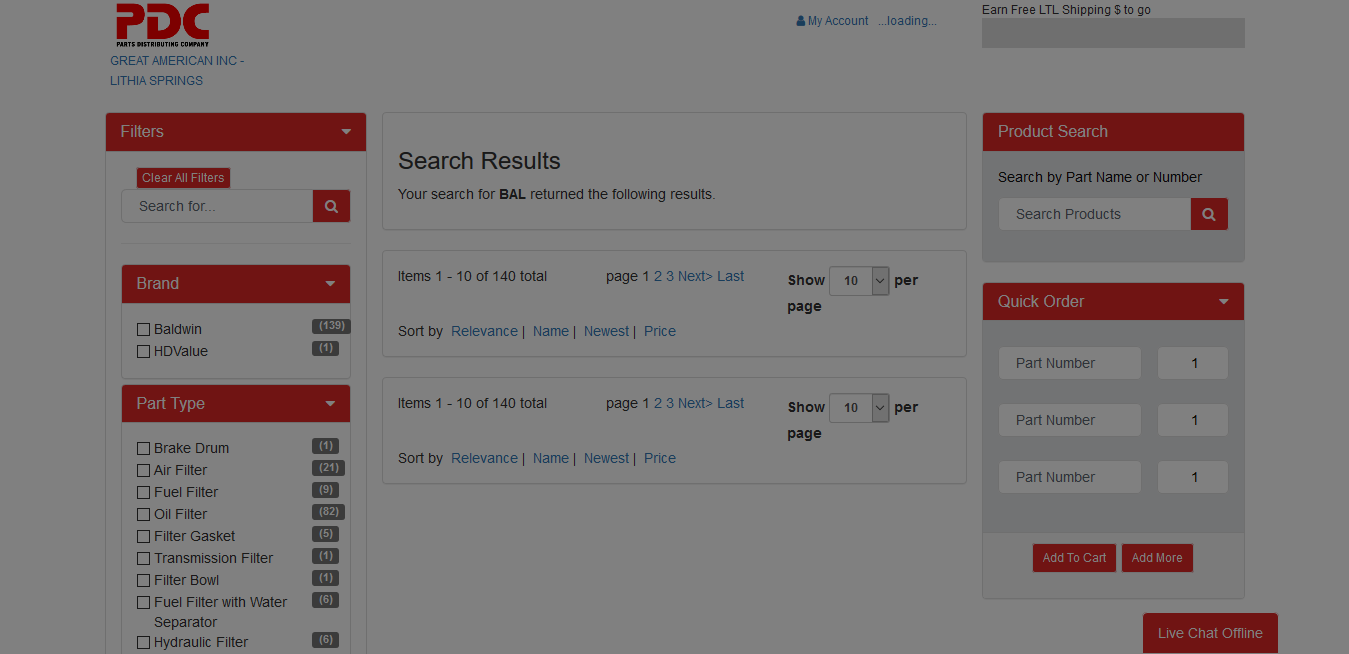 PDC
PARTS DISTRIBUTING COMPANY
GREAT AMERICAN INC -
LITHIA SPRINGS
My Account ...loading...
Earn Free LTL Shipping $ to go
Filters
Clear All Filters
Search for...
Brand
Baldwin (139)
HDValue (1)
Part Type
Brake Drum (1)
Air Filter (21)
Fuel Filter (9)
Oil Filter (82)
Filter Gasket (5)
Transmission Filter (1)
Filter Bowl (1)
Fuel Filter with Water (6)
Separator
Hydraulic Filter (6)
Search Results
Your search for BAL returned the following results.
Items 1 - 10 of 140 total page 1 2 3 Next> Last Show 10 per
page
Sort by Relevance | Name | Newest | Price
Items 1 - 10 of 140 total page 1 2 3 Next> Last Show 10 per
page
Sort by Relevance | Name | Newest | Price
Product Search
Search by Part Name or Number
Search Products
Quick Order
Part Number 1
Part Number 1
Part Number 1
Add To Cart Add More
Live Chat Offline